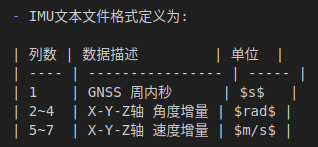 - IMU文本文件格式定义为:
| 列数 | 数据描述 | 单位 |
| ---- | ---------------- | ----- |
| 1 | GNSS 周内秒 | $s$ |
| 2~4 | X-Y-Z轴 角度增量 | $rad$ |
| 5~7 | X-Y-Z轴 速度增量 | $m/s$ |